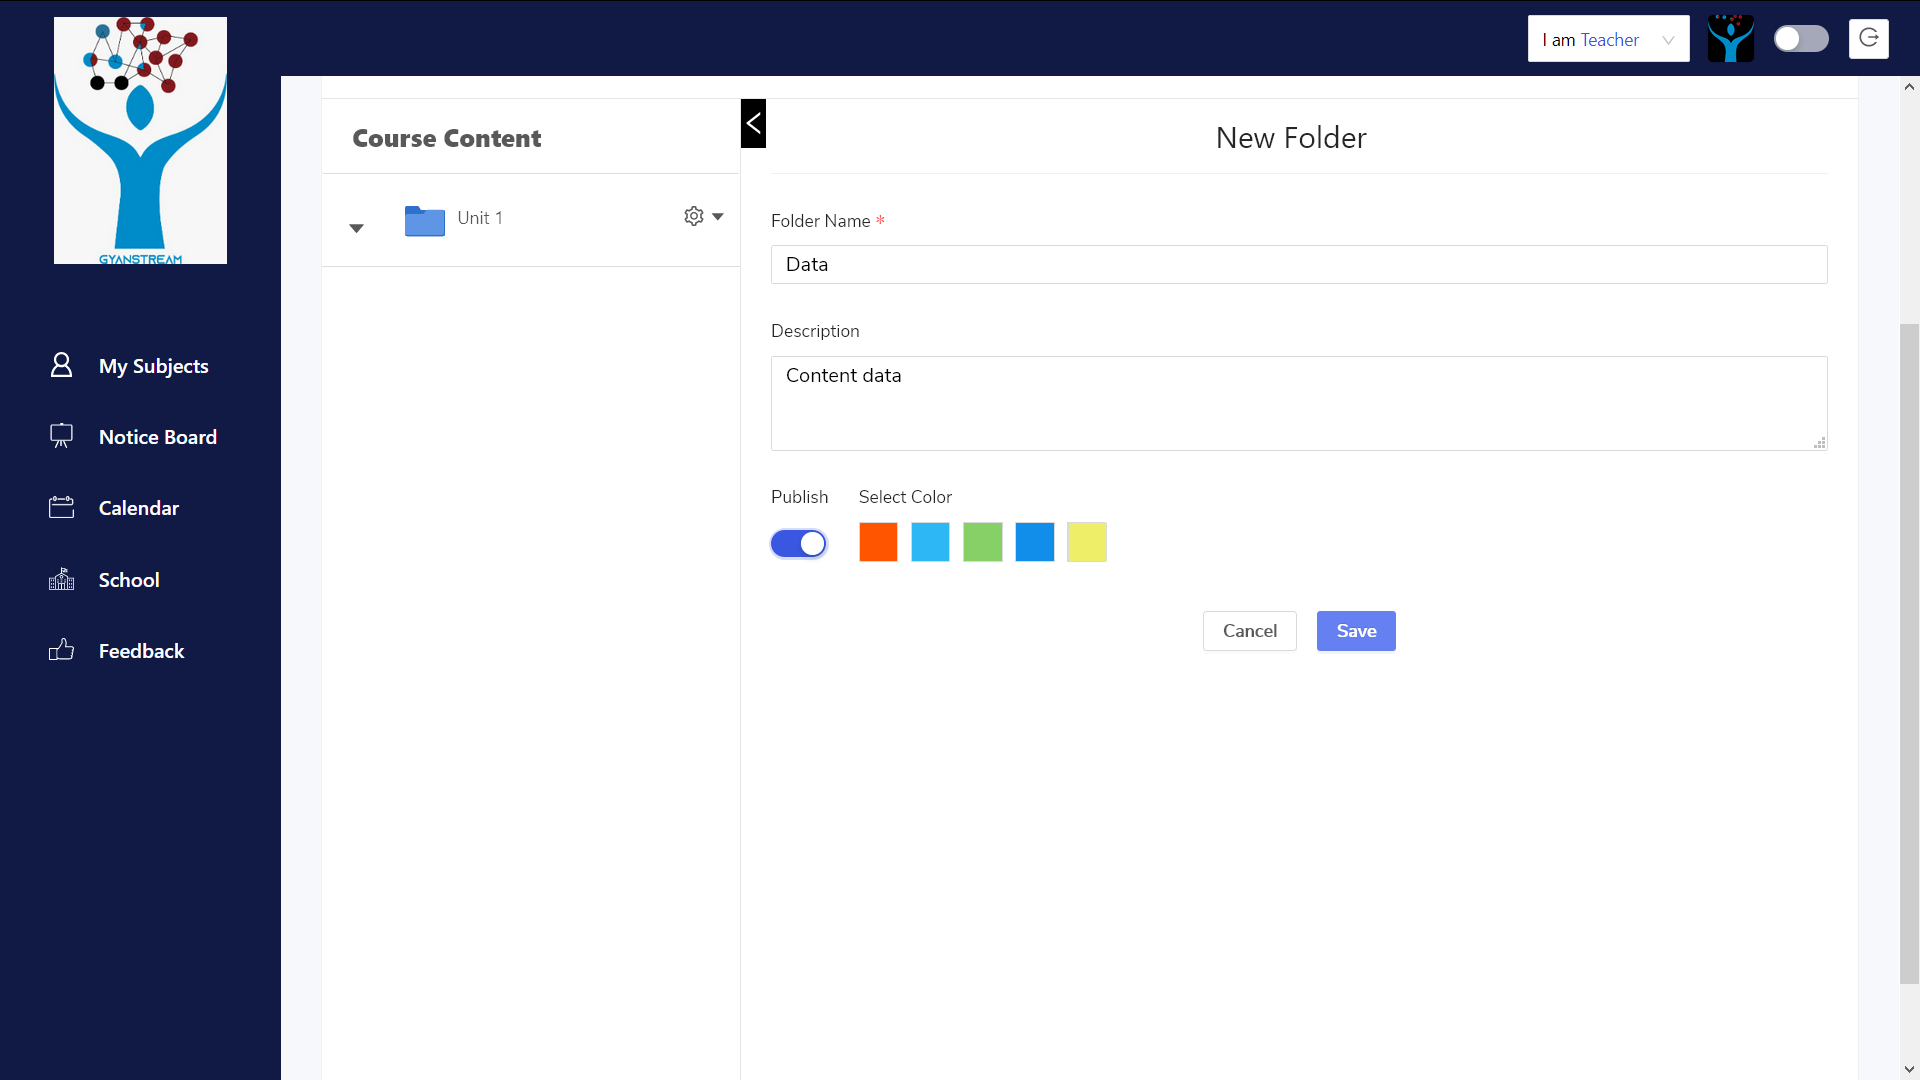 GYANSTREAM
I am Teacher
My Subjects
Notice Board
Calendar
School
Feedback
Course Content
Unit 1
New Folder
Folder Name *
Data
Description
Content data
Publish Select Color
Cancel Save